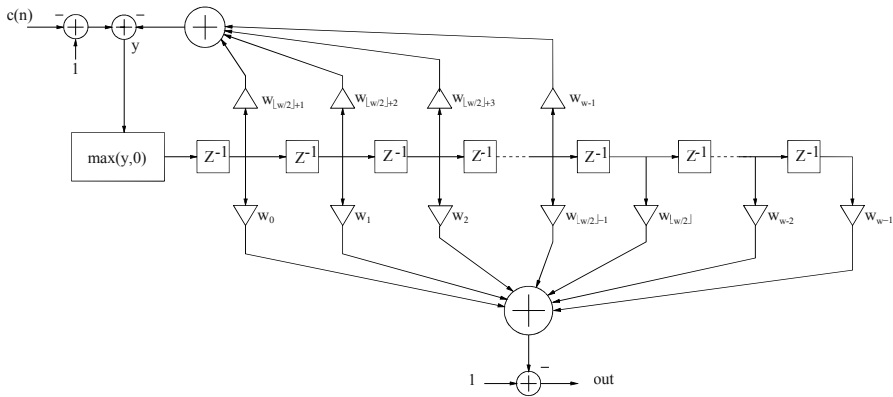 c(n)
1
y
w⌊w/2⌋+1
w⌊w/2⌋+2
w⌊w/2⌋+3
ww-1
max(y,0)
Z-1
Z-1
Z-1
Z-1
Z-1
Z-1
Z-1
w0
w1
w2
w⌊w/2⌋−1
w⌊w/2⌋
ww-2
ww−1
1
out